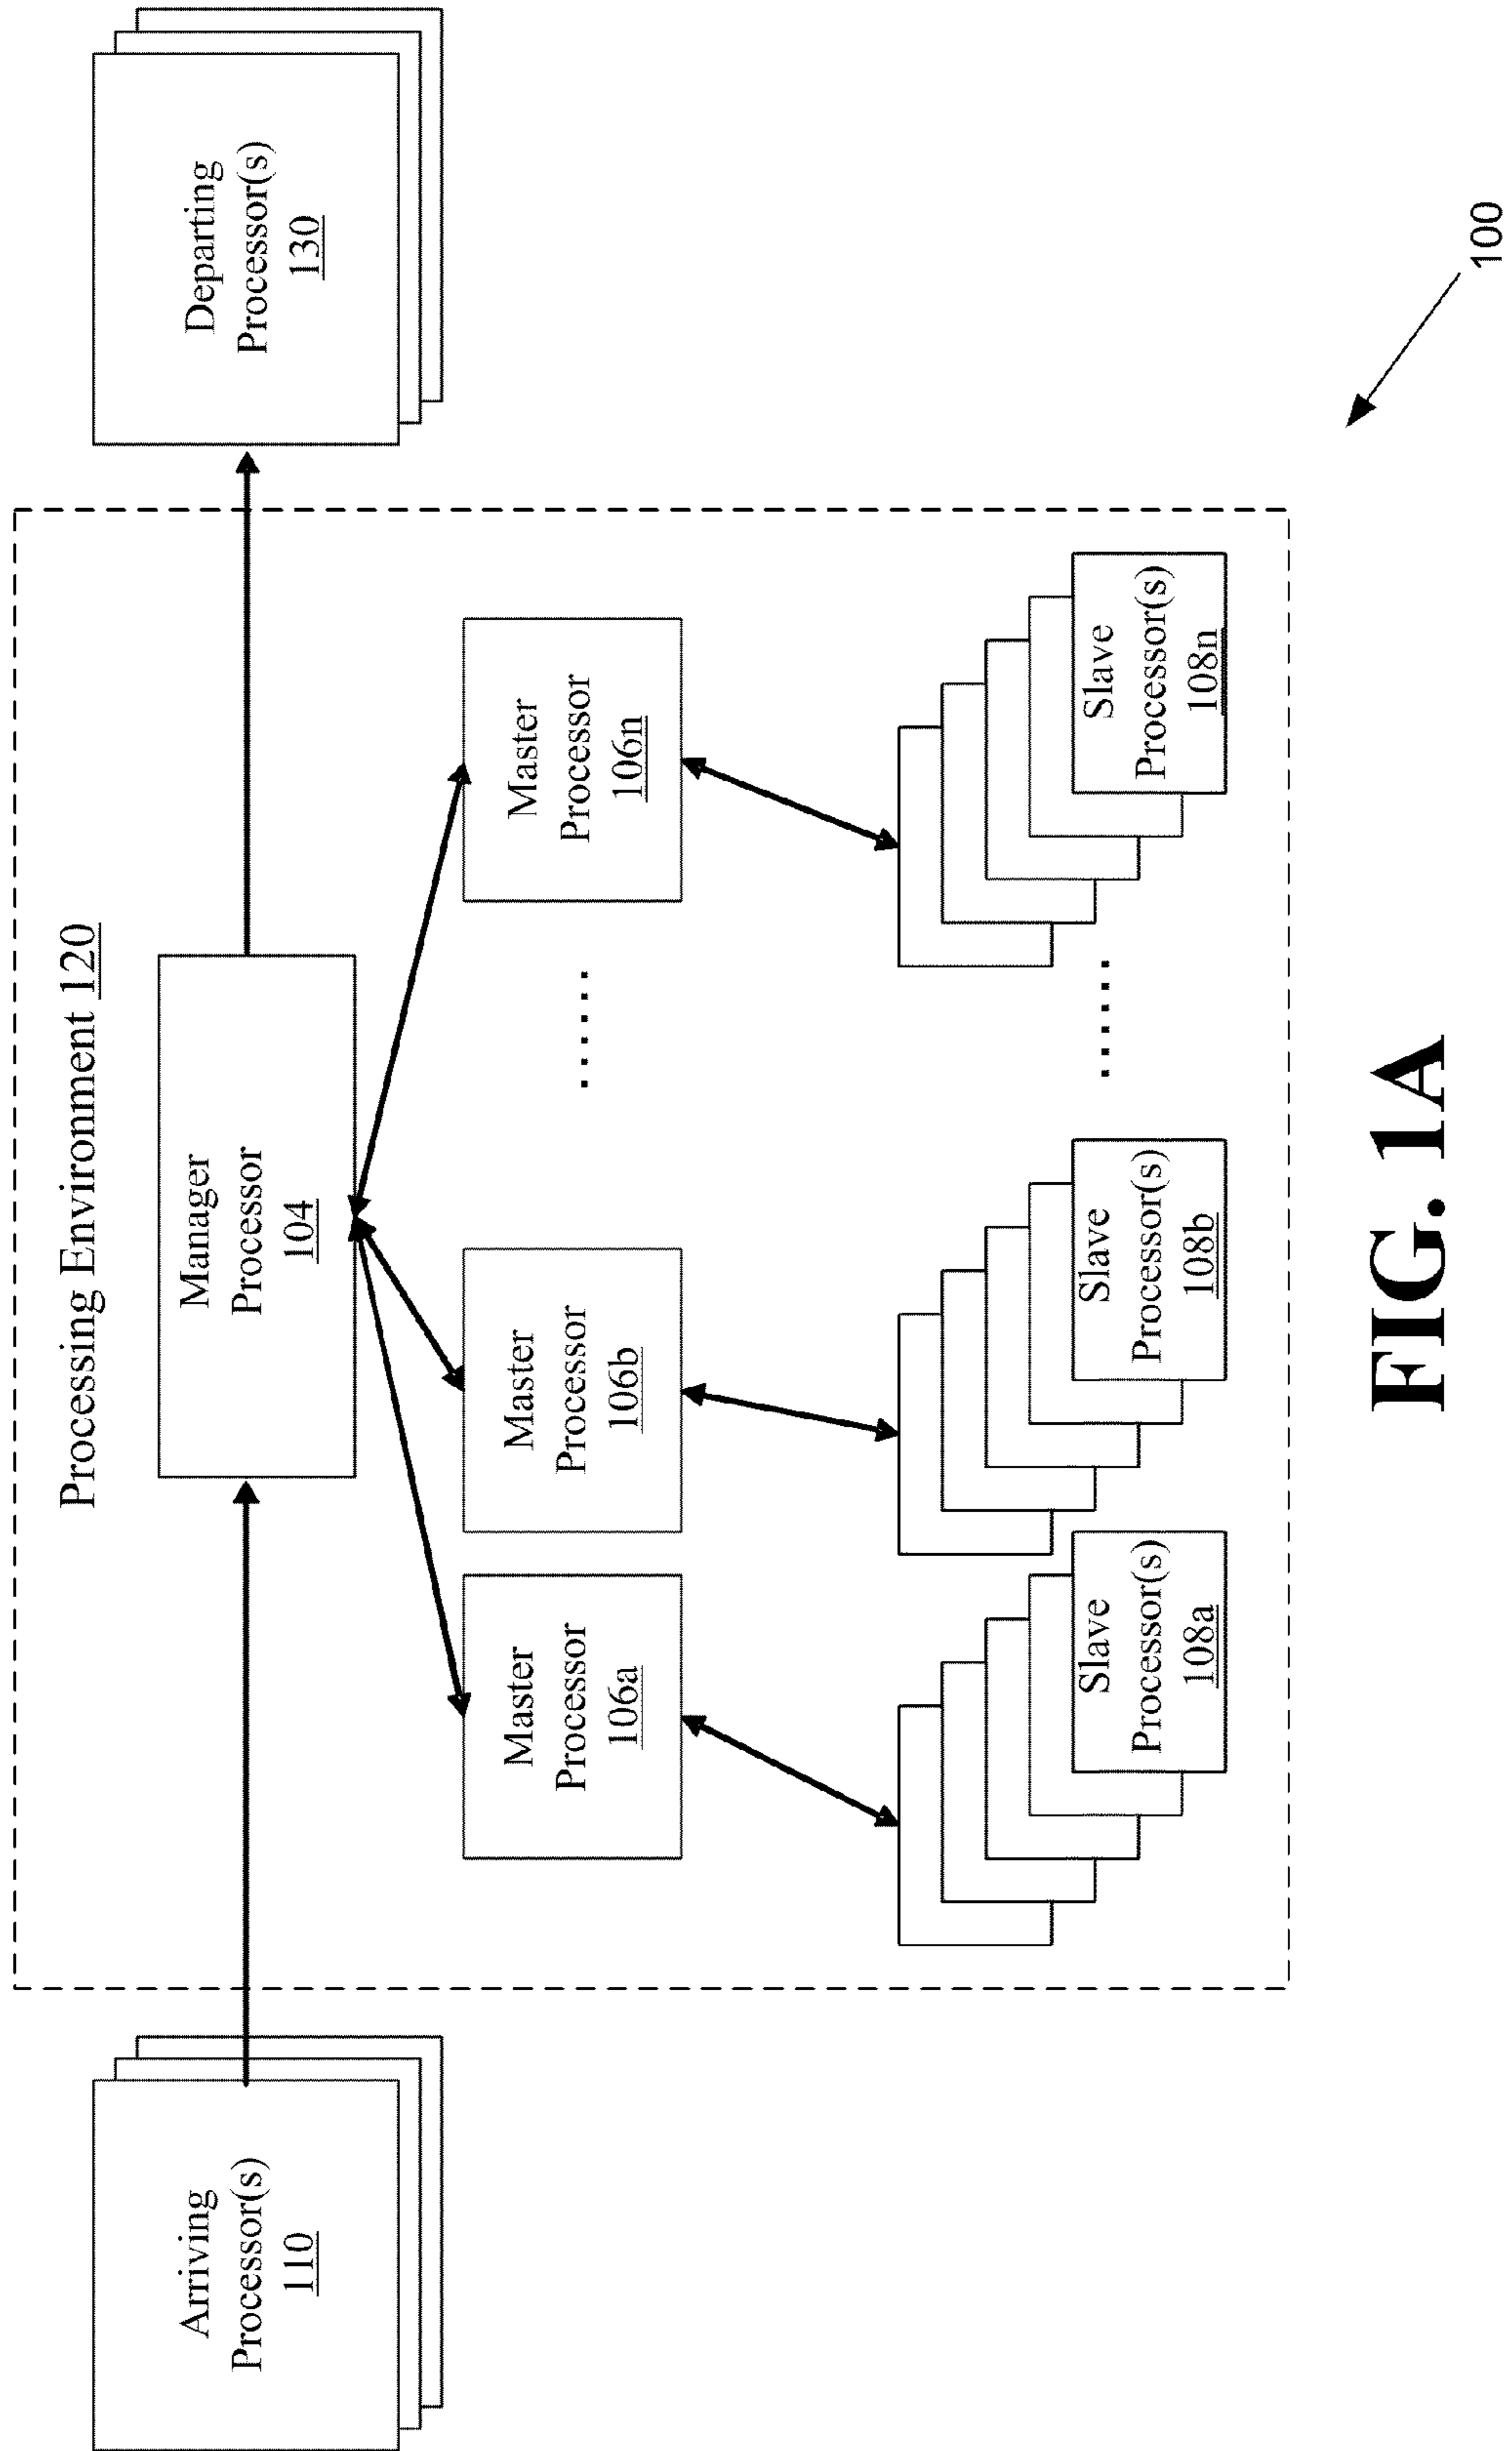 Processing Environment 120
Arriving
Processor(s)
110
Manager
Processor
104
Departing
Processor(s)
130
Master
Processor
106a
Master
Processor
106b
......
Master
Processor
106n
Slave
Processor(s)
108a
Slave
Processor(s)
108b
......
Slave
Processor(s)
108n
100
FIG. 1A